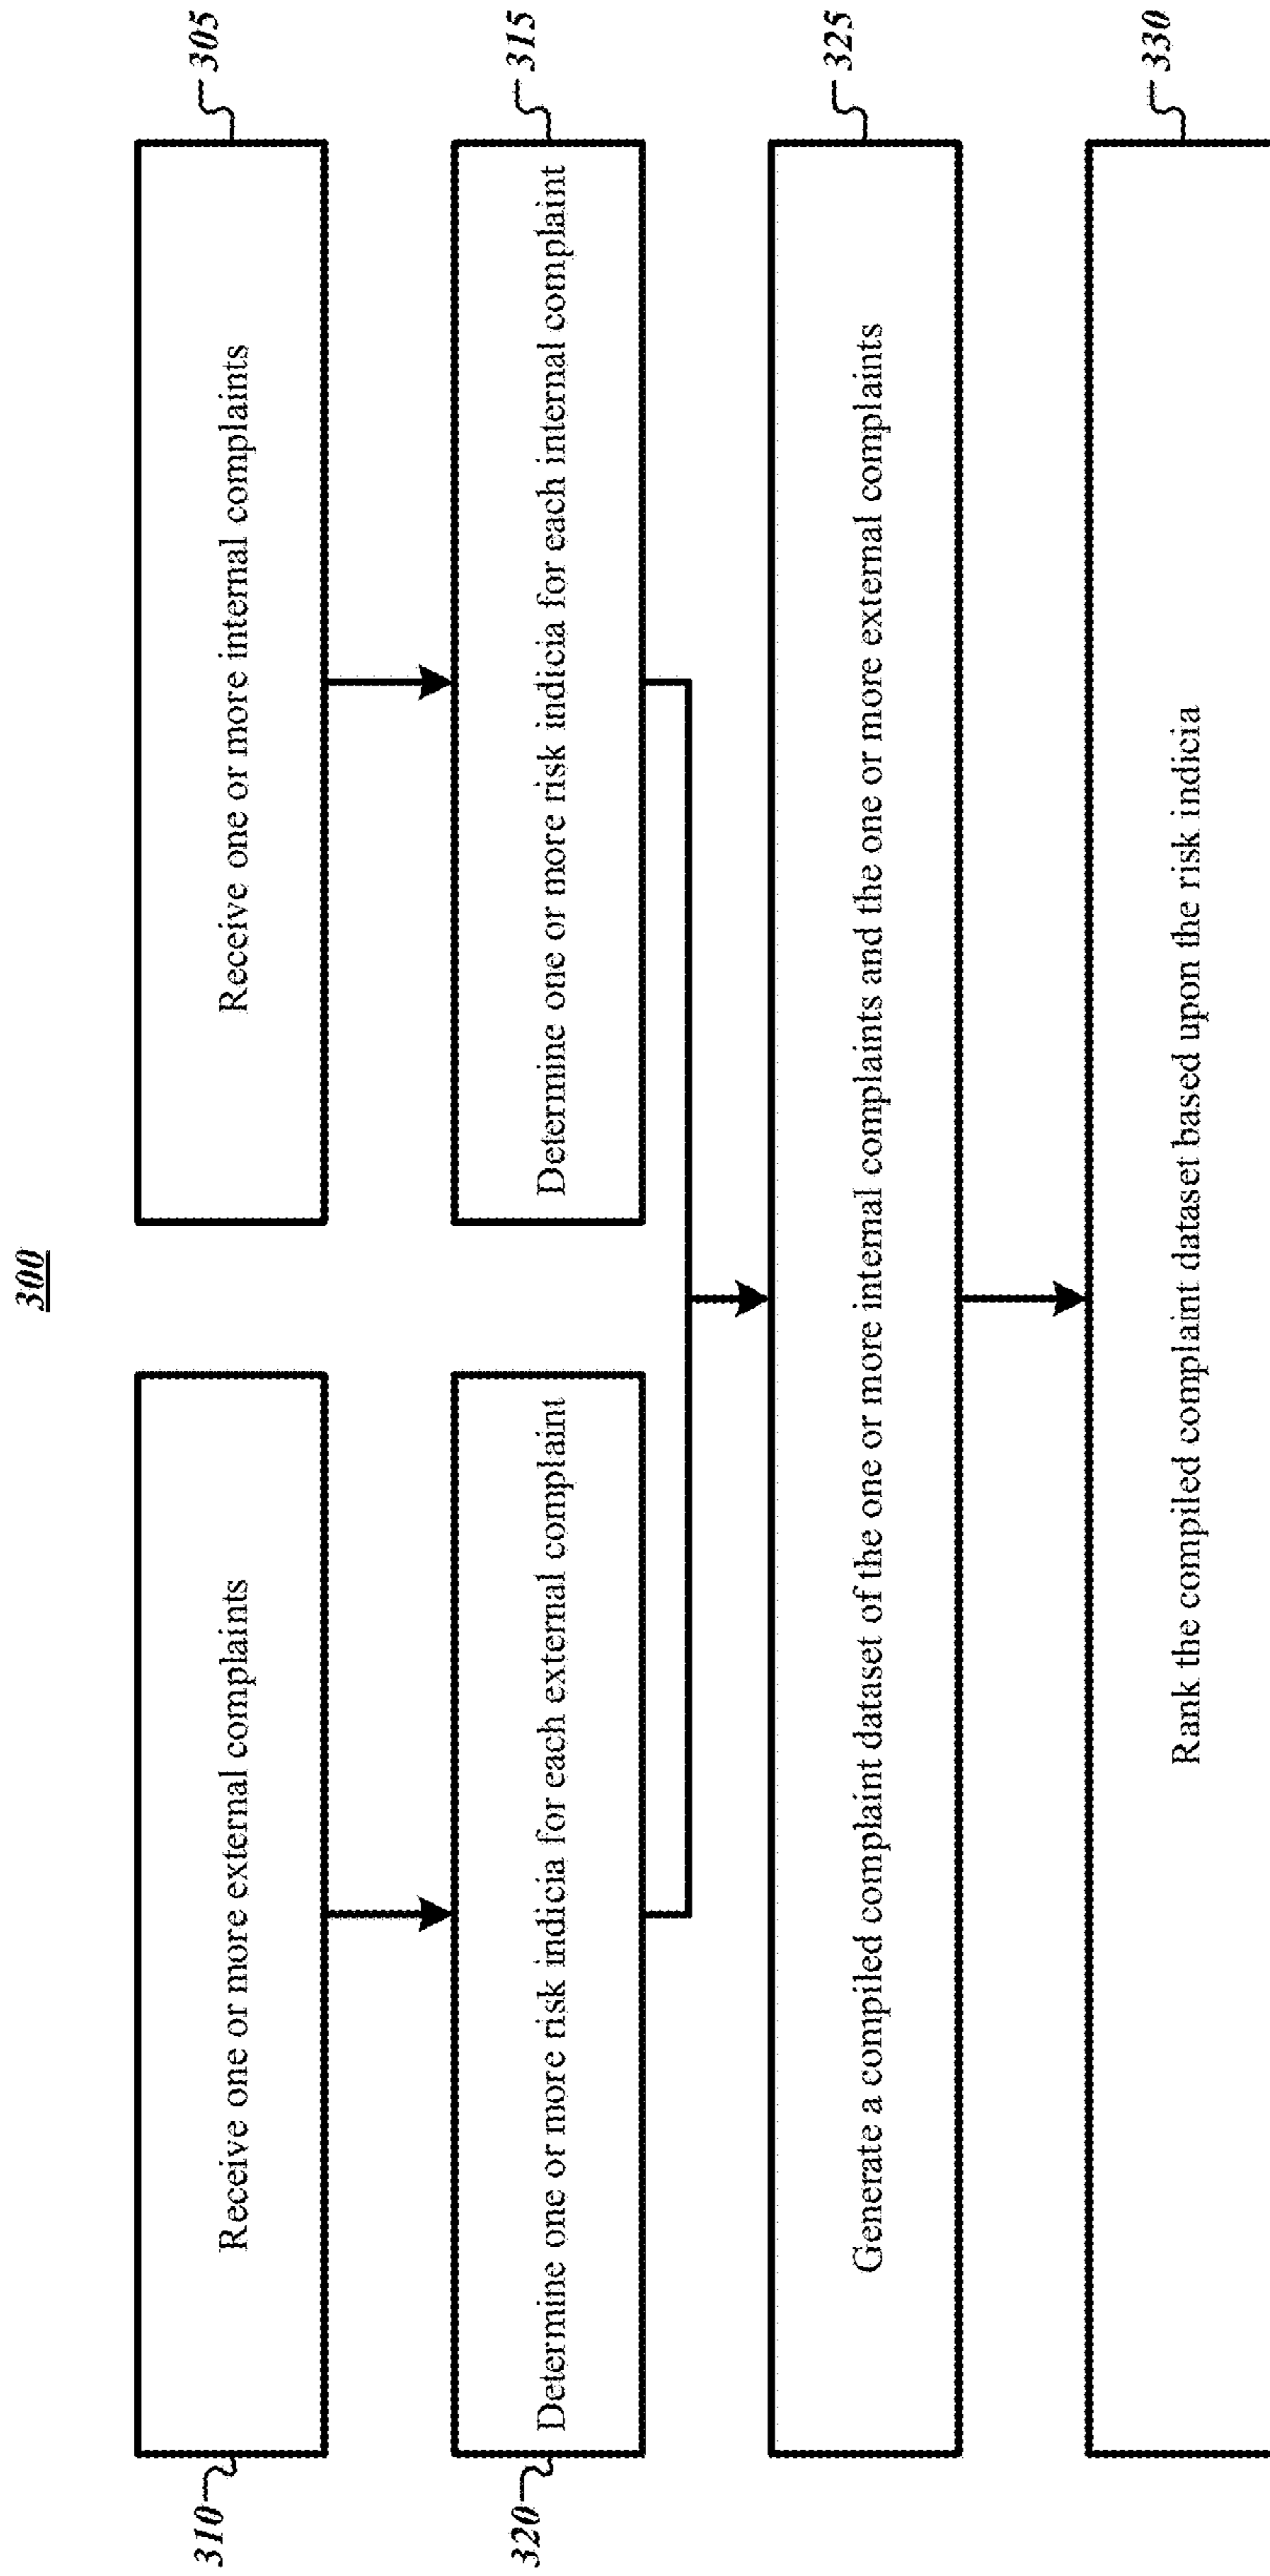 300
310
Receive one or more external complaints
Receive one or more internal complaints
305
320
Determine one or more risk indicia for each external complaint
Determine one or more risk indicia for each internal complaint
315
Generate a compiled complaint dataset of the one or more internal complaints and the one or more external complaints
325
Rank the compiled complaint dataset based upon the risk indicia
330